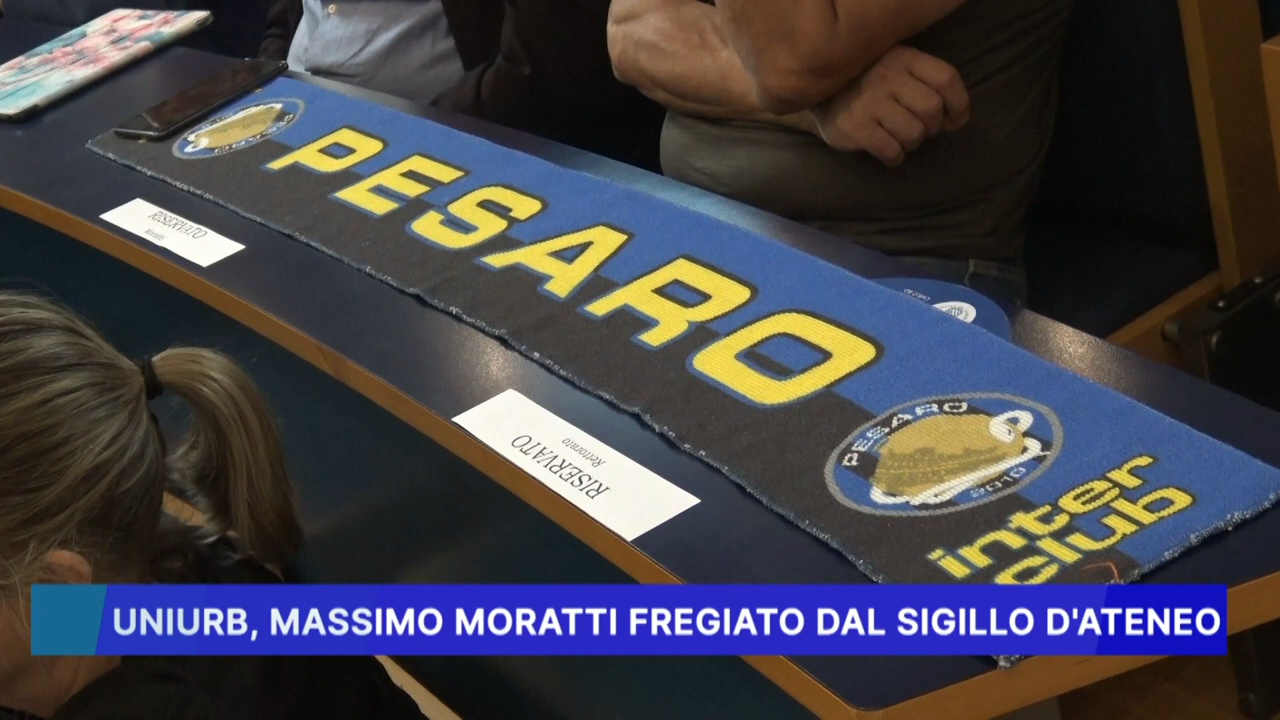 PESARO
RISERVATO
RISERVATO
Rettorato
PESARO
2010
inter
club
UNIURB, MASSIMO MORATTI FREGIATO DAL SIGILLO D'ATENEO